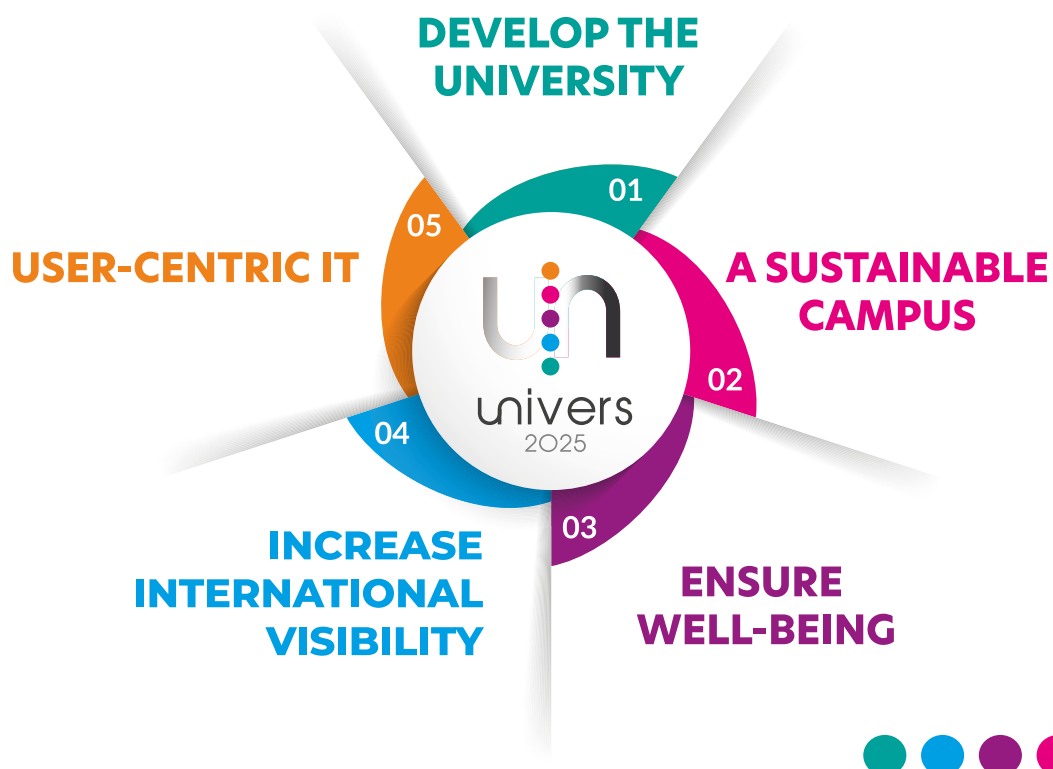 DEVELOP THE
UNIVERSITY
01
A SUSTAINABLE
CAMPUS
02
ENSURE
WELL-BEING
03
INCREASE
INTERNATIONAL
VISIBILITY
04
USER-CENTRIC IT
05
un
univers
2025